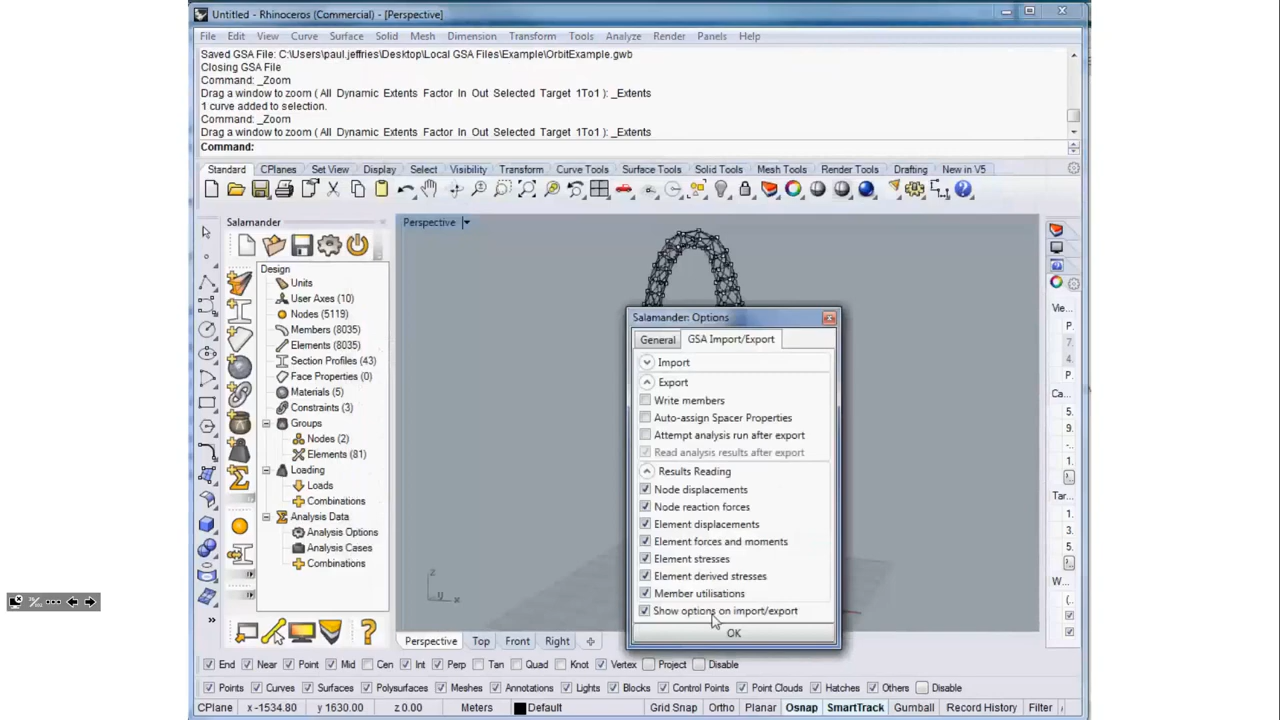 Untitled - Rhinoceros (Commercial) - [Perspective]
File Edit View Curve Surface Solid Mesh Dimension Transform Tools Analyze Render Panels Help
Saved GSA File: C:\Users\paul.jeffries\Desktop\Local GSA Files\Example\OrbitExample.gwb
Closing GSA File
Command: _Zoom
Drag a window to zoom ( All Dynamic Extents Factor In Out Selected Target 1To1 ): _Extents
1 curve added to selection.
Command: _Zoom
Drag a window to zoom ( All Dynamic Extents Factor In Out Selected Target 1To1 ): _Extents
Command:
Standard CPlanes Set View Display Select Visibility Transform Curve Tools Surface Tools Solid Tools Mesh Tools Render Tools Drafting New in V5
Salamander
Design
Units
User Axes (10)
Nodes (5119)
Members (8035)
Elements (8035)
Section Profiles (43)
Face Properties (0)
Materials (5)
Constraints (3)
Groups
Nodes (2)
Elements (81)
Loading
Loads
Combinations
Analysis Data
Analysis Options
Analysis Cases
Combinations
Perspective
z
y x
Salamander: Options
General GSA Import/Export
Import
Export
Write members
Auto-assign Spacer Properties
Attempt analysis run after export
Read analysis results after export
Results Reading
Node displacements
Node reaction forces
Element displacements
Element forces and moments
Element stresses
Element derived stresses
Member utilisations
Show options on import/export
OK
Vie...
P.
7.
4.
P.
Ca...
5.
9.
-..
1.
Tar...
1.
3.
5.
W...
(.
Perspective Top Front Right
End Near Point Mid Cen Int Perp Tan Quad Knot Vertex Project Disable
Points Curves Surfaces Polysurfaces Meshes Annotations Lights Blocks Control Points Point Clouds Hatches Others Disable
CPlane x -1534.80 y 1630.00 z 0.00 Meters Default Grid Snap Ortho Planar Osnap SmartTrack Gumball Record History Filter